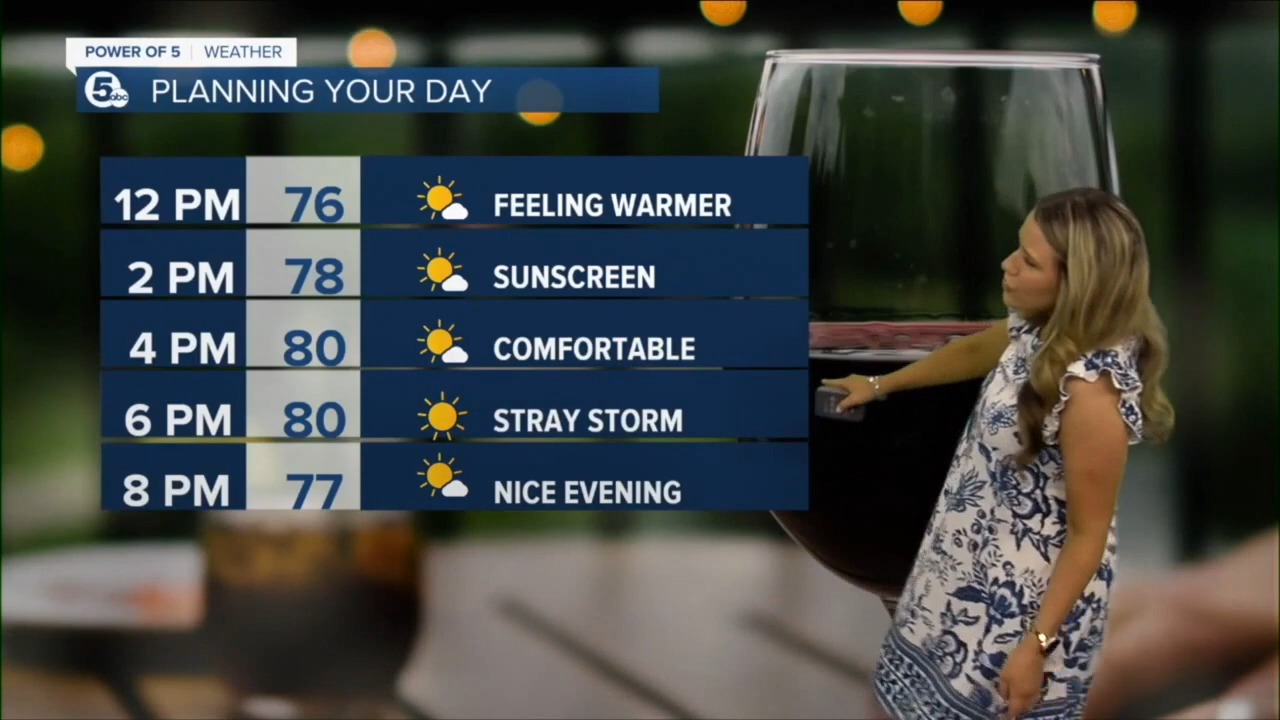 POWER OF 5 | WEATHER
5 abc PLANNING YOUR DAY
12 PM 76 FEELING WARMER
2 PM 78 SUNSCREEN
4 PM 80 COMFORTABLE
6 PM 80 STRAY STORM
8 PM 77 NICE EVENING